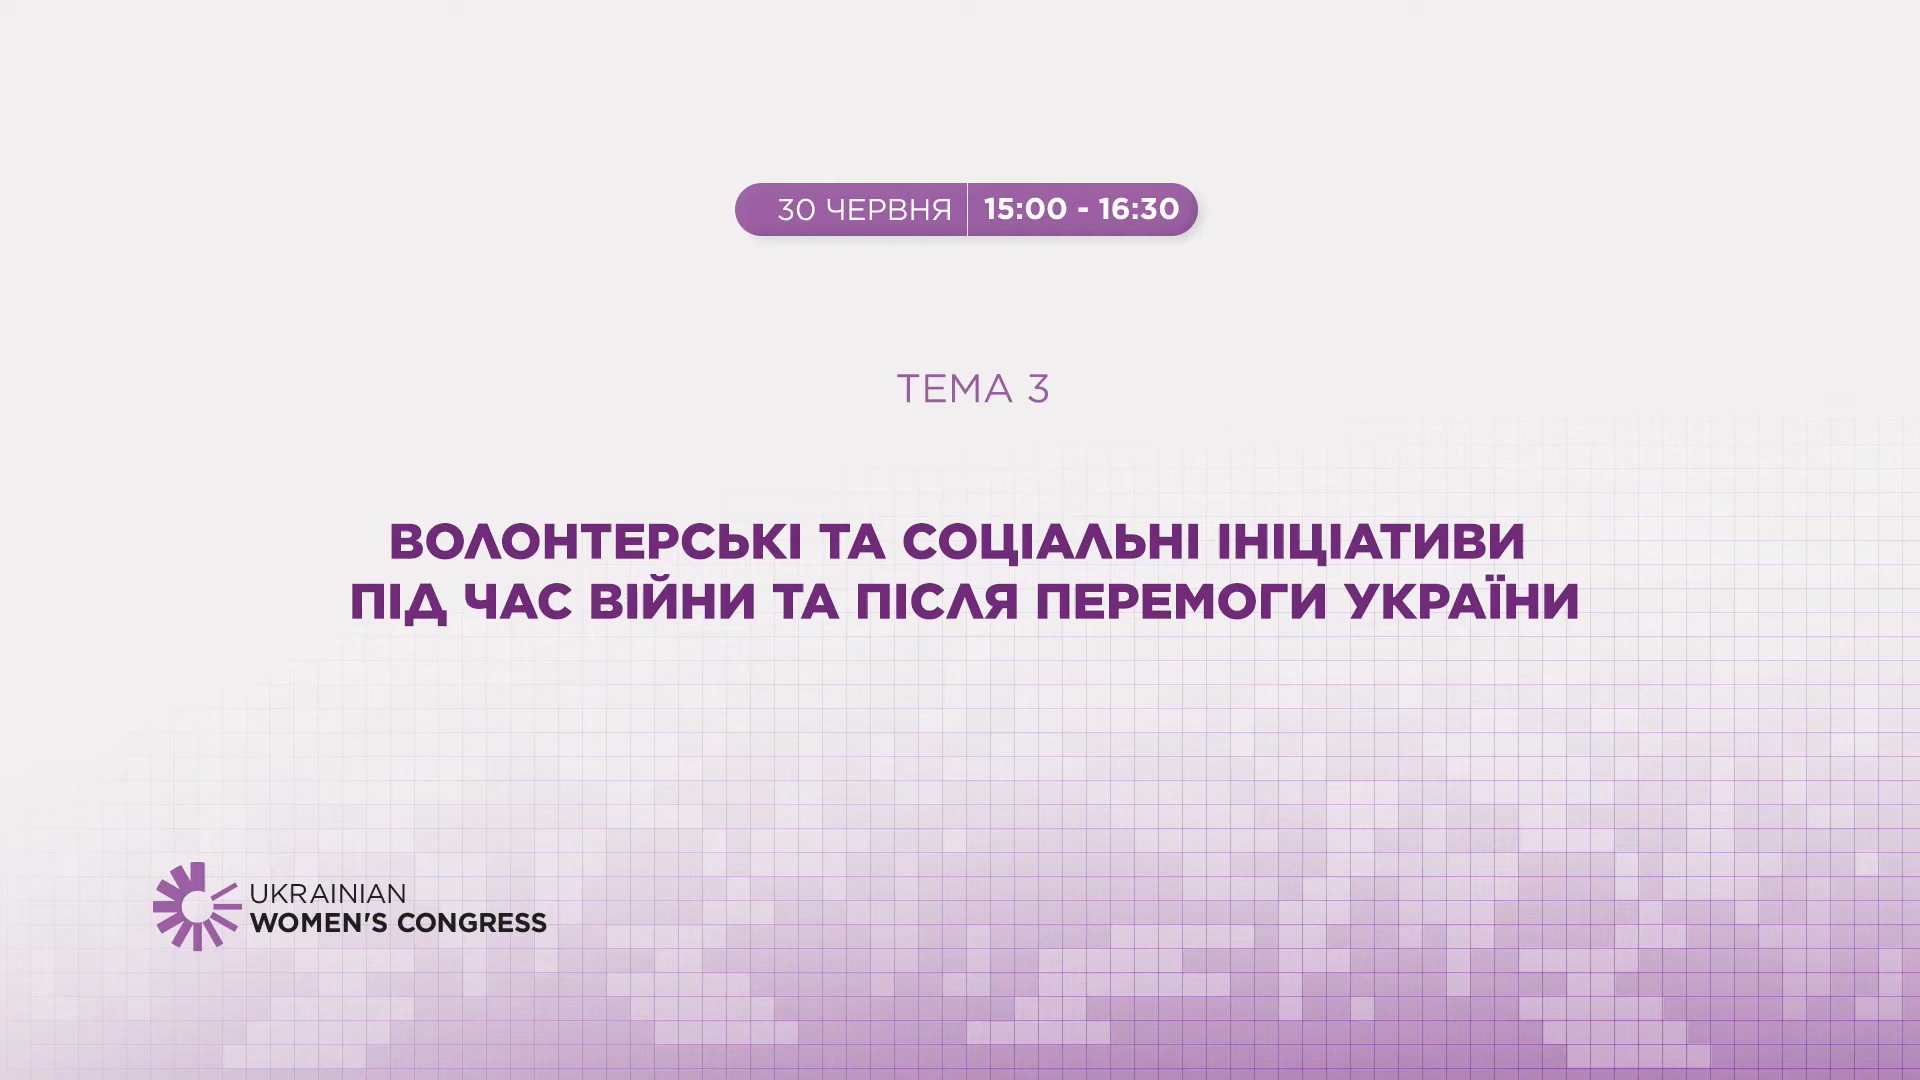 30 ЧЕРВНЯ 15:00 - 16:30
ТЕМА 3
ВОЛОНТЕРСЬКІ ТА СОЦІАЛЬНІ ІНІЦІАТИВИ
ПІД ЧАС ВІЙНИ ТА ПІСЛЯ ПЕРЕМОГИ УКРАЇНИ
UKRAINIAN
WOMEN'S CONGRESS